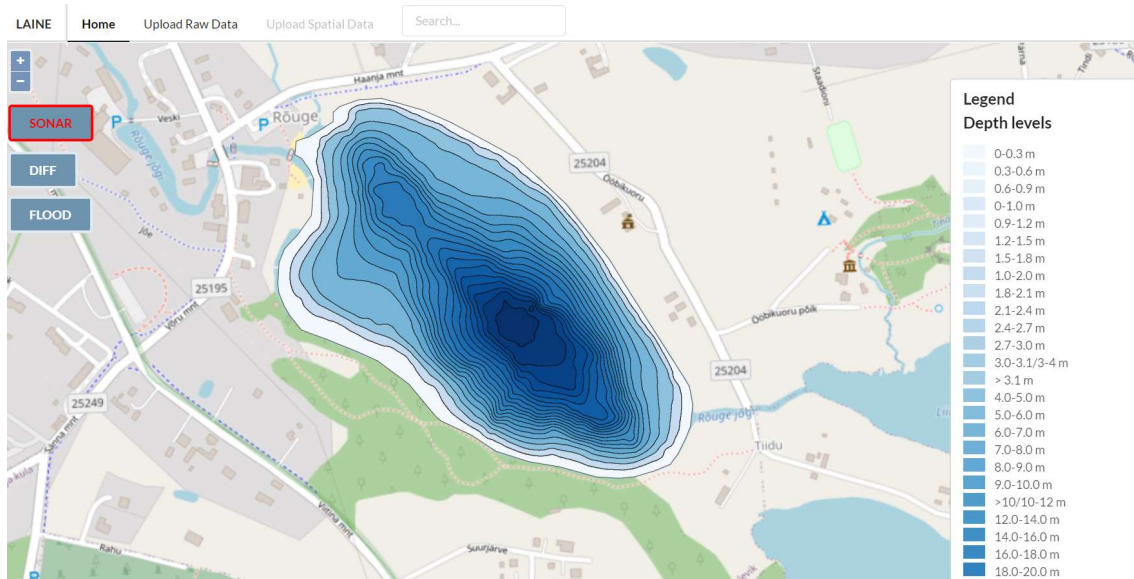 LAINE
Home
Upload Raw Data
Upload Spatial Data
Search...
+
−
SONAR
DIFF
FLOOD
Haanja mnt
Veski
P
P
Rõuge
Rõuge jõgi
Jõe
25195
Võru mnt
25249
Sänna mnt
Viitina mnt
Rahu
P
Suurjärve
25204
Ööbikuoru
Staadioni
Tindi
Ööbikuoru põik
25204
Rõuge jõgi
Tiidu
Legend
Depth levels
0-0.3 m
0.3-0.6 m
0.6-0.9 m
0-1.0 m
0.9-1.2 m
1.2-1.5 m
1.5-1.8 m
1.0-2.0 m
1.8-2.1 m
2.1-2.4 m
2.4-2.7 m
2.7-3.0 m
3.0-3.1/3-4 m
> 3.1 m
4.0-5.0 m
5.0-6.0 m
6.0-7.0 m
7.0-8.0 m
8.0-9.0 m
9.0-10.0 m
>10/10-12 m
12.0-14.0 m
14.0-16.0 m
16.0-18.0 m
18.0-20.0 m